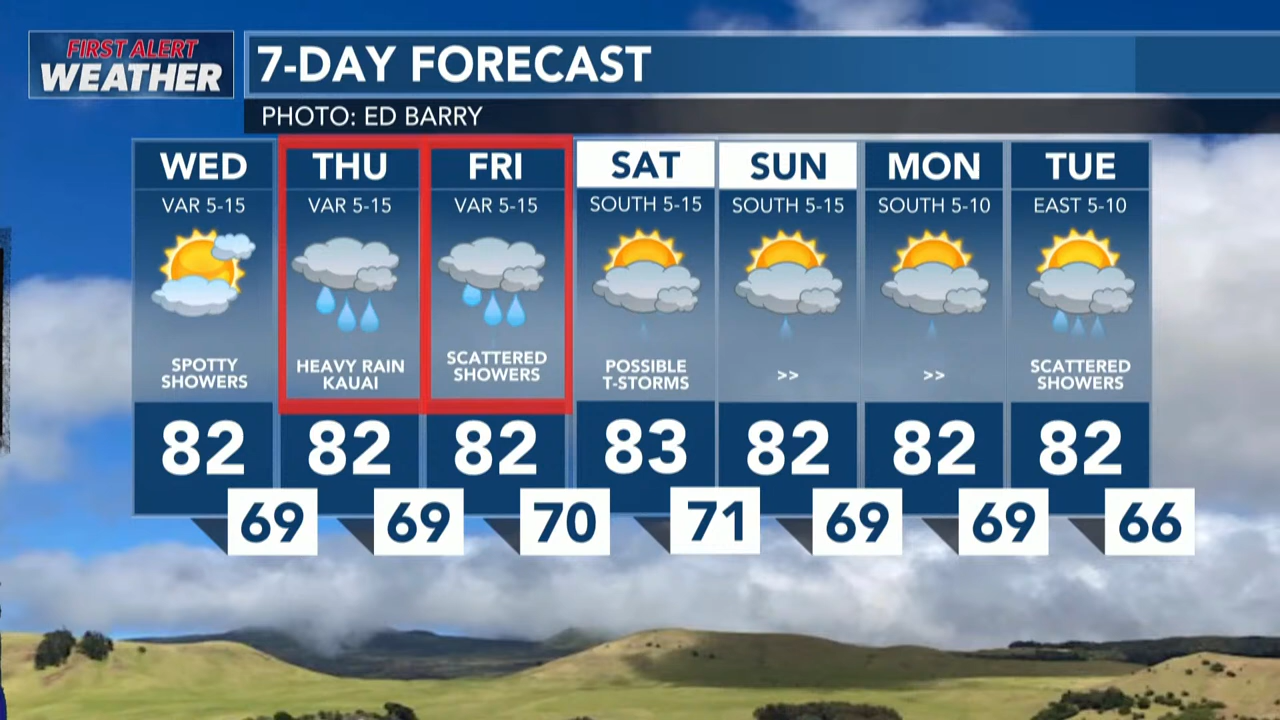 FIRST ALERT
WEATHER
7-DAY FORECAST
PHOTO: ED BARRY
WED
THU
FRI
SAT
SUN
MON
TUE
VAR 5-15
VAR 5-15
VAR 5-15
SOUTH 5-15
SOUTH 5-15
SOUTH 5-10
EAST 5-10
SPOTTY
SHOWERS
HEAVY RAIN
KAUAI
SCATTERED
SHOWERS
POSSIBLE
T-STORMS
>>
>>
SCATTERED
SHOWERS
82
82
82
83
82
82
82
69
69
70
71
69
69
66